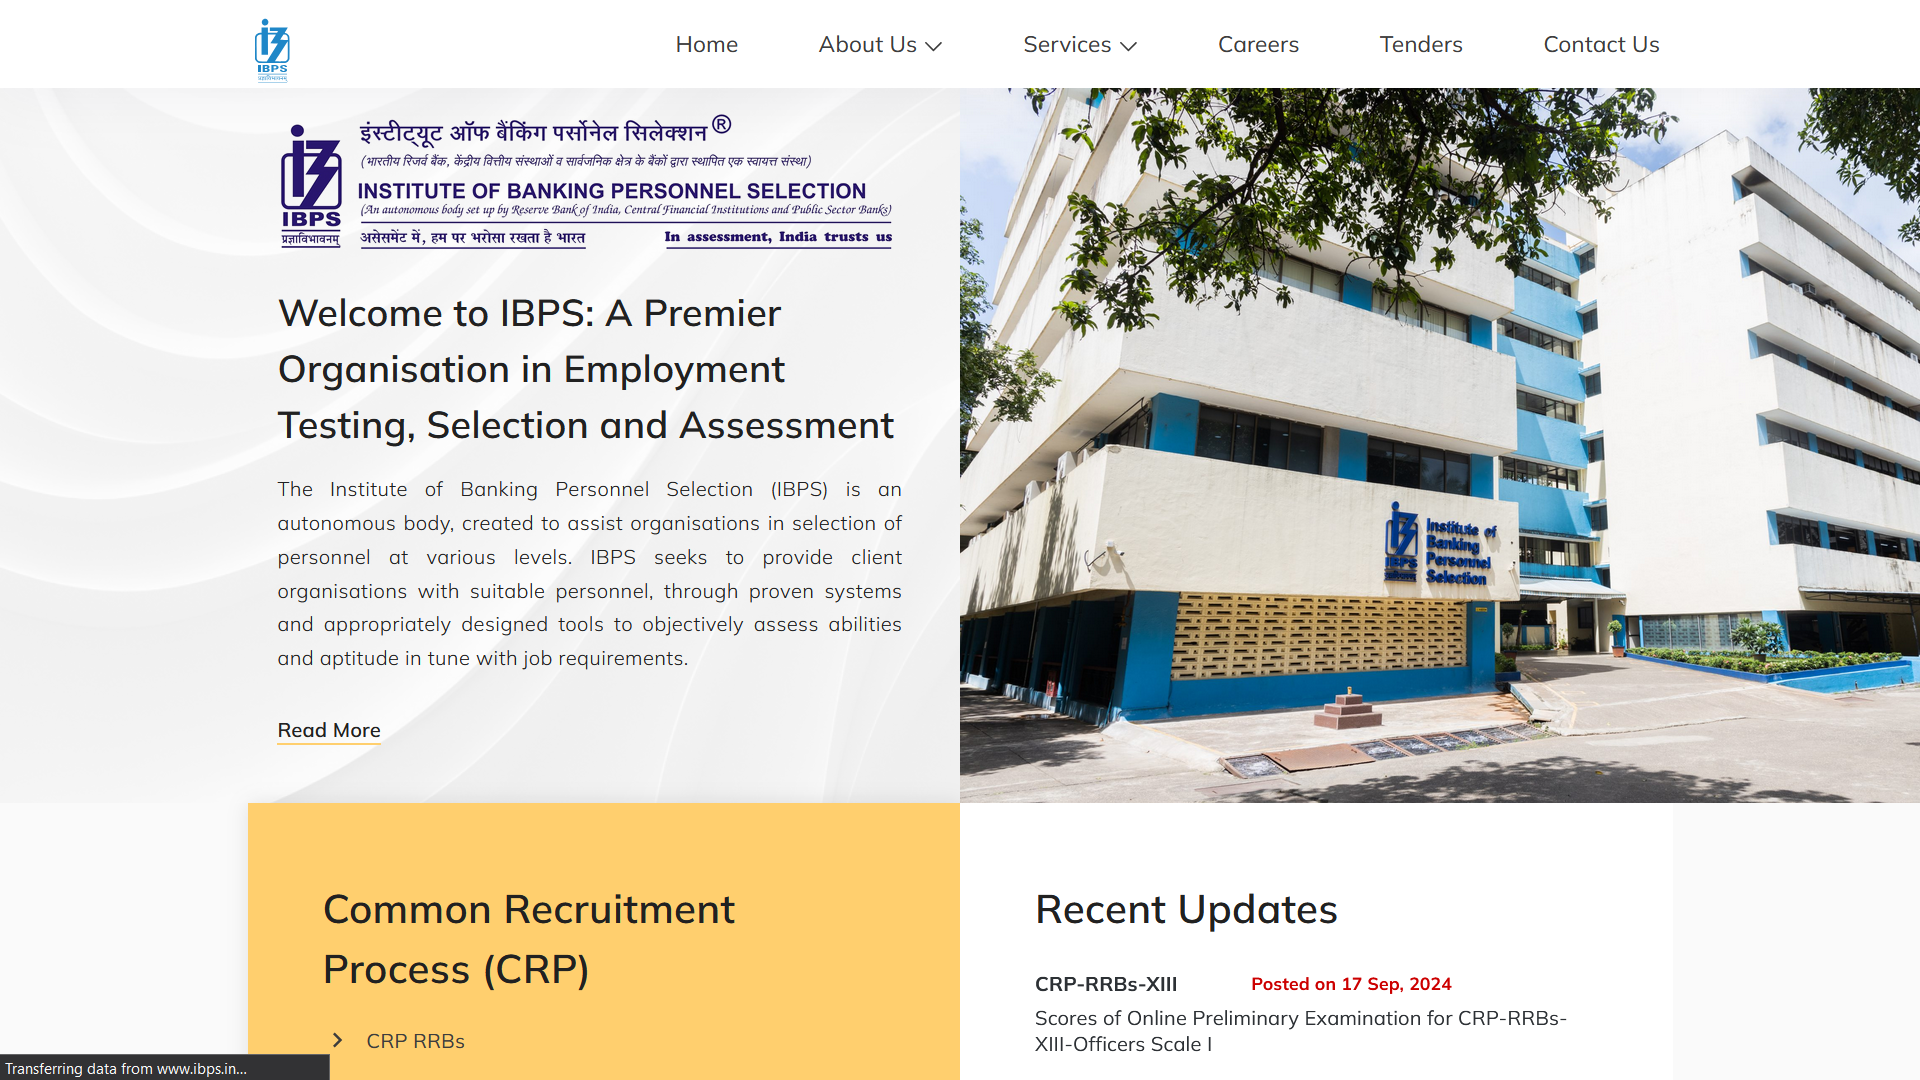 IBPS
Home
About Us
Services
Careers
Tenders
Contact Us
इंस्टीट्यूट ऑफ बैंकिंग पर्सोनेल सिलेक्शन ®
(भारतीय रिजर्व बैंक, केंद्रीय वित्तीय संस्थाओं व सार्वजनिक क्षेत्र के बैंकों द्वारा स्थापित एक स्वायत्त संस्था)
INSTITUTE OF BANKING PERSONNEL SELECTION
(An autonomous body set up by Reserve Bank of India, Central Financial Institutions and Public Sector Banks)
IBPS
प्रज्ञाविभावनम्
असेसमेंट में, हम पर भरोसा रखता है भारत
In assessment, India trusts us
Welcome to IBPS: A Premier
Organisation in Employment
Testing, Selection and Assessment
The Institute of Banking Personnel Selection (IBPS) is an
autonomous body, created to assist organisations in selection of
personnel at various levels. IBPS seeks to provide client
organisations with suitable personnel, through proven systems
and appropriately designed tools to objectively assess abilities
and aptitude in tune with job requirements.
Read More
IBPS
Institute of
Banking
Personnel
Selection
Common Recruitment
Process (CRP)
CRP RRBs
Recent Updates
CRP-RRBs-XIII
Posted on 17 Sep, 2024
Scores of Online Preliminary Examination for CRP-RRBs-
XIII-Officers Scale I
Transferring data from www.ibps.in...